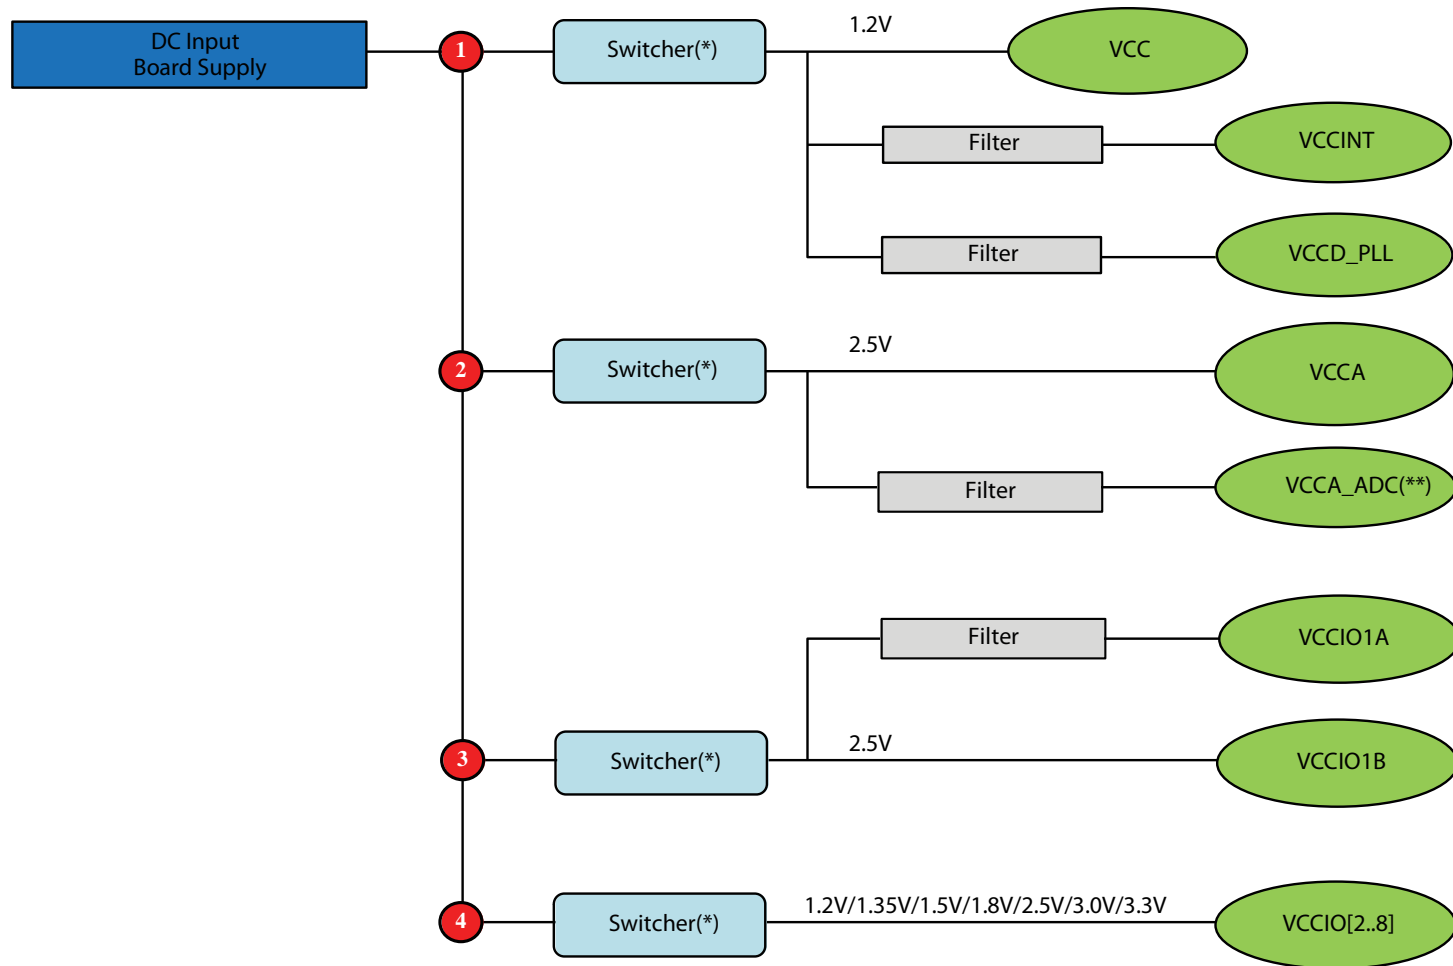 DC Input
Board Supply
1
Switcher(*)
1.2V
VCC
Filter
VCCINT
Filter
VCCD_PLL
2
Switcher(*)
2.5V
VCCA
Filter
VCCA_ADC(**)
Filter
VCCIO1A
3
Switcher(*)
2.5V
VCCIO1B
4
Switcher(*)
1.2V/1.35V/1.5V/1.8V/2.5V/3.0V/3.3V
VCCIO[2..8]